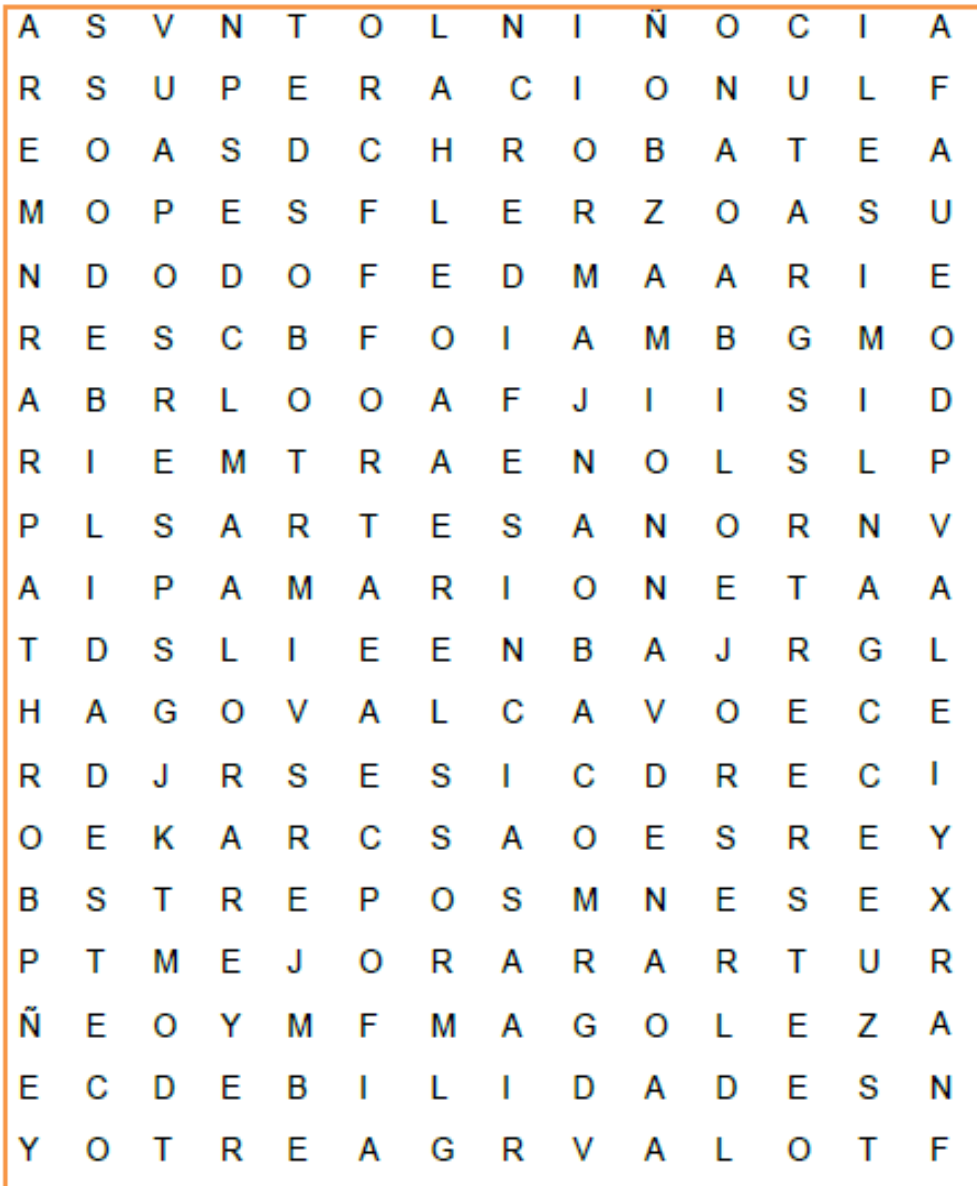 A S V N T O L N I Ñ O C I A
R S U P E R A C I O N U L F
E O A S D C H R O B A T E A
M O P E S F L E R Z O A S U
N D O D O F E D M A A R I E
R E S C B F O I A M B G M O
A B R L O O A F J I I S I D
R I E M T R A E N O L S L P
P L S A R T E S A N O R N V
A I P A M A R I O N E T A A
T D S L I E E N B A J R G L
H A G O V A L C A V O E C E
R D J R S E S I C D R E C I
O E K A R C S A O E S R E Y
B S T R E P O S M N E S E X
P T M E J O R A R A R T U R
Ñ E O Y M F M A G O L E Z A
E C D E B I L I D A D E S N
Y O T R E A G R V A L O T F